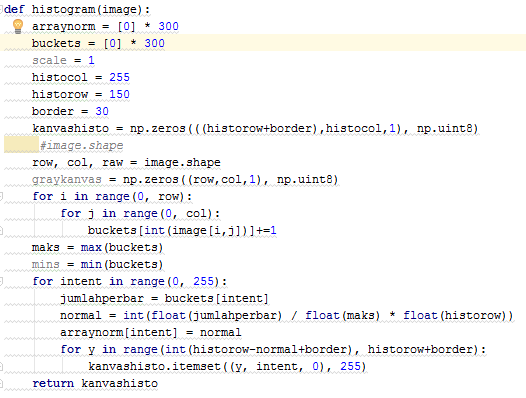 def histogram(image):
    arraynorm = [0] * 300
    buckets = [0] * 300
    scale = 1
    histocol = 255
    historow = 150
    border = 30
    kanvashisto = np.zeros(((historow+border),histocol,1), np.uint8)
     #image.shape
    row, col, raw = image.shape
    graykanvas = np.zeros((row,col,1), np.uint8)
    for i in range(0, row):
        for j in range(0, col):
            buckets[int(image[i,j])]+=1
    maks = max(buckets)
    mins = min(buckets)
    for intent in range(0, 255):
        jumlahperbar = buckets[intent]
        normal = int(float(jumlahperbar) / float(maks) * float(historow))
        arraynorm[intent] = normal
        for y in range(int(historow-normal+border), historow+border):
            kanvashisto.itemset((y, intent, 0), 255)
    return kanvashisto